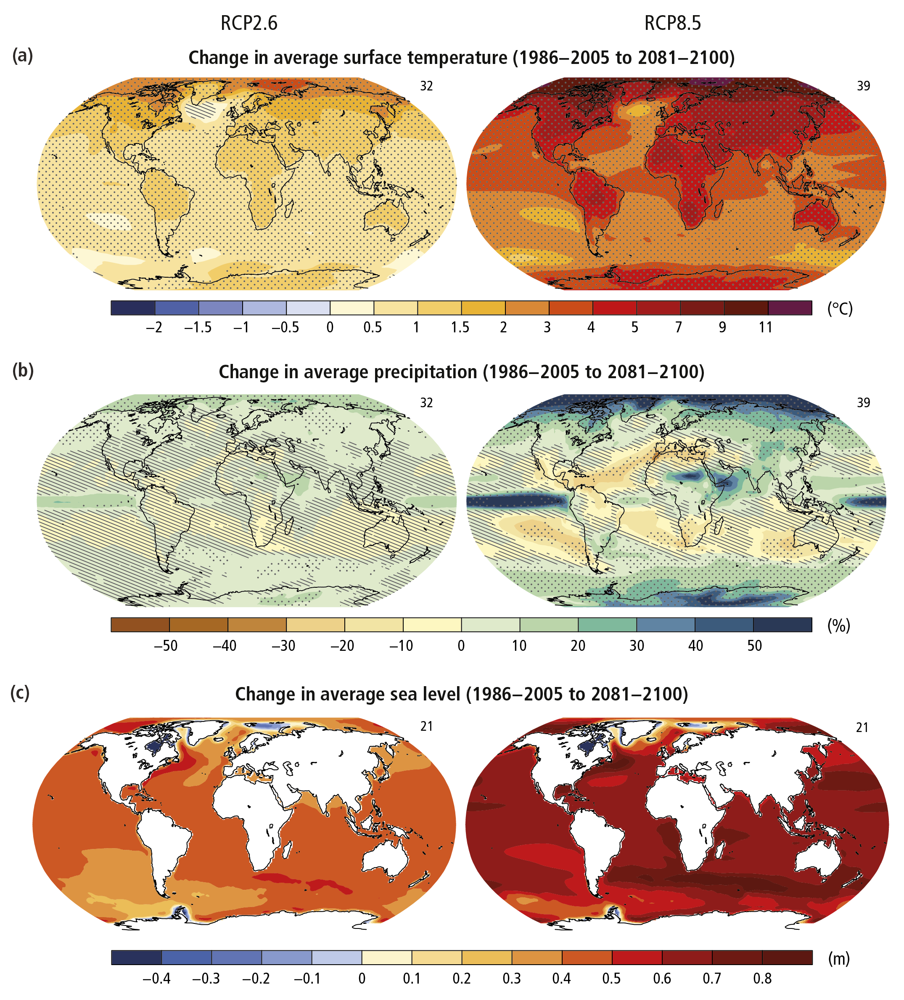 RCP2.6 RCP8.5
(a) Change in average surface temperature (1986–2005 to 2081–2100)
32 39
–2 –1.5 –1 –0.5 0 0.5 1 1.5 2 3 4 5 7 9 11 (°C)
(b) Change in average precipitation (1986–2005 to 2081–2100)
32 39
–50 –40 –30 –20 –10 0 10 20 30 40 50 (%)
(c) Change in average sea level (1986–2005 to 2081–2100)
21 21
–0.4 –0.3 –0.2 –0.1 0 0.1 0.2 0.3 0.4 0.5 0.6 0.7 0.8 (m)